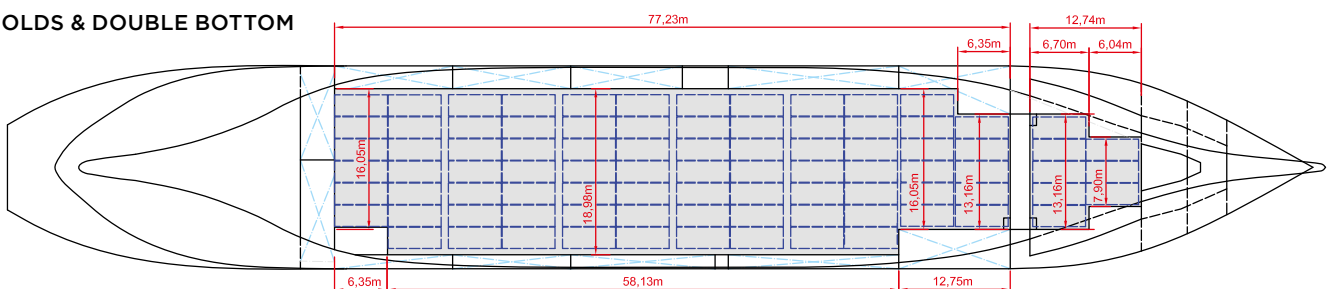 OLDS & DOUBLE BOTTOM
77,23m
12,74m
6,35m
6,70m
6,04m
16,05m
18,98m
16,05m
13,16m
13,16m
7,90m
6,35m
58,13m
12,75m